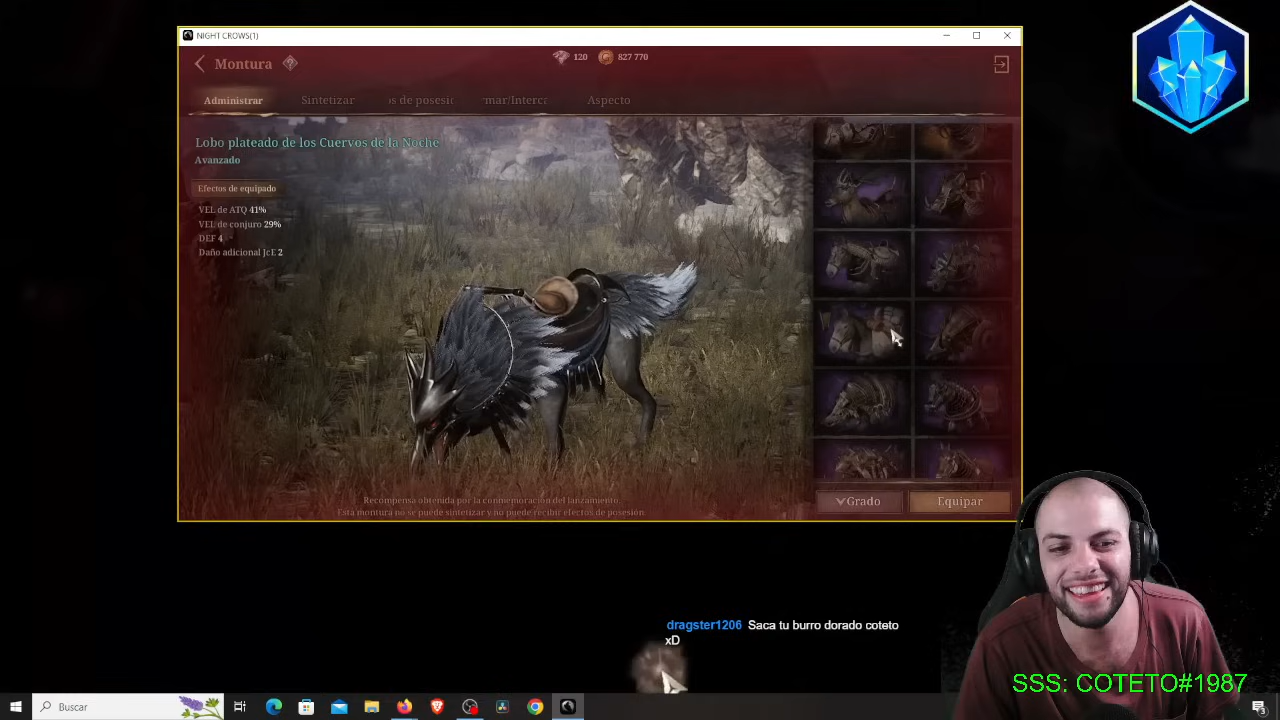 NIGHT CROWS(1)
Montura
120
827 770
Administrar
Sintetizar
os de posesió
mar/Interca
Aspecto
Lobo plateado de los Cuervos de la Noche
Avanzado
Efectos de equipado
VEL de ATQ 41%
VEL de conjuro 29%
DEF 4
Daño adicional JcE 2
Recompensa obtenida por la conmemoración del lanzamiento.
Esta montura no se puede sintetizar y no puede recibir efectos de posesión.
Grado
Equipar
dragster1206 Saca tu burro dorado coteto
xD
SSS: COTETO#1987
Buscar
3